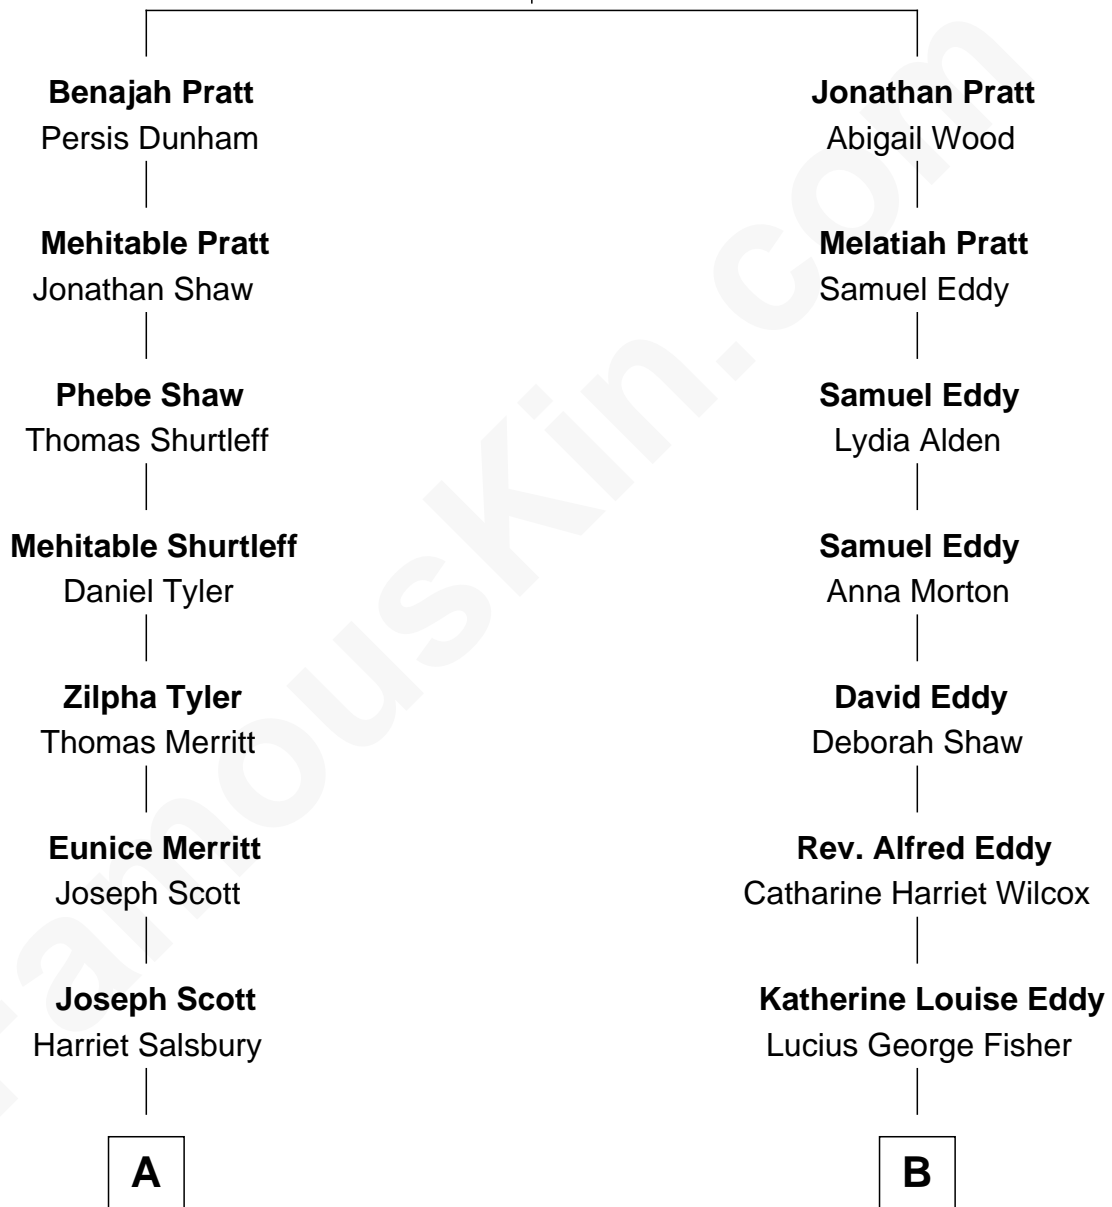 Benajah Pratt
Persis Dunham
Mehitable Pratt
Jonathan Shaw
Phebe Shaw
Thomas Shurtleff
Mehitable Shurtleff
Daniel Tyler
Zilpha Tyler
Thomas Merritt
Eunice Merritt
Joseph Scott
Joseph Scott
Harriet Salsbury
A
Jonathan Pratt
Abigail Wood
Melatiah Pratt
Samuel Eddy
Samuel Eddy
Lydia Alden
Samuel Eddy
Anna Morton
David Eddy
Deborah Shaw
Rev. Alfred Eddy
Catharine Harriet Wilcox
Katherine Louise Eddy
Lucius George Fisher
B
FamousKin.com